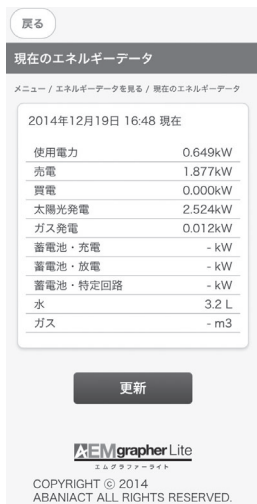 戻る
現在のエネルギーデータ
メニュー / エネルギーデータを見る / 現在のエネルギーデータ
2014年12月19日 16:48 現在
使用電力 0.649kW
売電 1.877kW
買電 0.000kW
太陽光発電 2.524kW
ガス発電 0.012kW
蓄電池・充電 - kW
蓄電池・放電 - kW
蓄電池・特定回路 - kW
水 3.2 L
ガス - m3
更新
EMgrapher Lite
エムグラファーライト
COPYRIGHT © 2014
ABANIACT ALL RIGHTS RESERVED.